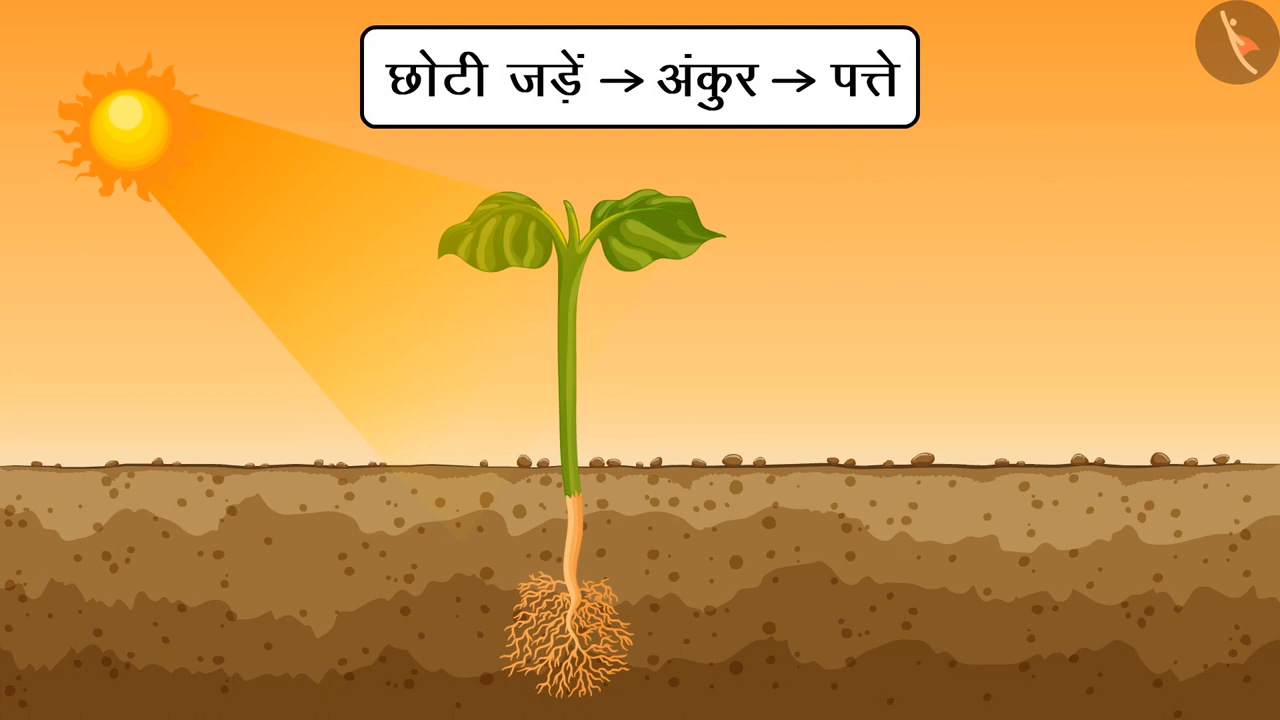 छोटी जड़ें → अंकुर → पत्ते